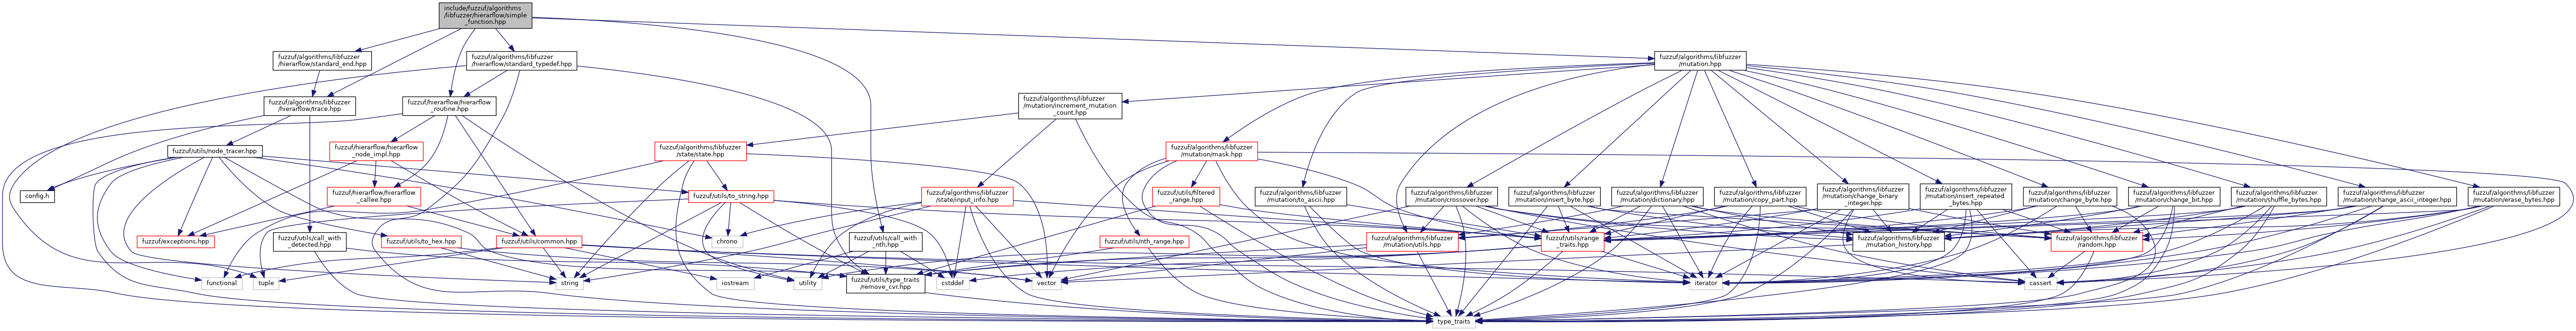 include/fuzzuf/algorithms
/libfuzzer/hierarflow/simple
_function.hpp
fuzzuf/algorithms/libfuzzer
/hierarflow/standard_end.hpp
fuzzuf/algorithms/libfuzzer
/hierarflow/standard_typedef.hpp
fuzzuf/algorithms/libfuzzer
/mutation.hpp
fuzzuf/algorithms/libfuzzer
/hierarflow/trace.hpp
fuzzuf/hierarflow/hierarflow
_routine.hpp
fuzzuf/algorithms/libfuzzer
/mutation/increment_mutation
_count.hpp
fuzzuf/utils/node_tracer.hpp
fuzzuf/hierarflow/hierarflow
_node_impl.hpp
fuzzuf/algorithms/libfuzzer
/state/state.hpp
fuzzuf/algorithms/libfuzzer
/mutation/mask.hpp
config.h
fuzzuf/hierarflow/hierarflow
_callee.hpp
fuzzuf/utils/to_string.hpp
fuzzuf/algorithms/libfuzzer
/state/input_info.hpp
fuzzuf/utils/filtered
_range.hpp
fuzzuf/algorithms/libfuzzer
/mutation/to_ascii.hpp
fuzzuf/algorithms/libfuzzer
/mutation/crossover.hpp
fuzzuf/algorithms/libfuzzer
/mutation/insert_byte.hpp
fuzzuf/algorithms/libfuzzer
/mutation/dictionary.hpp
fuzzuf/algorithms/libfuzzer
/mutation/copy_part.hpp
fuzzuf/algorithms/libfuzzer
/mutation/change_binary
_integer.hpp
fuzzuf/algorithms/libfuzzer
/mutation/insert_repeated
_bytes.hpp
fuzzuf/algorithms/libfuzzer
/mutation/change_byte.hpp
fuzzuf/algorithms/libfuzzer
/mutation/change_bit.hpp
fuzzuf/algorithms/libfuzzer
/mutation/shuffle_bytes.hpp
fuzzuf/algorithms/libfuzzer
/mutation/change_ascii_integer.hpp
fuzzuf/algorithms/libfuzzer
/mutation/erase_bytes.hpp
fuzzuf/exceptions.hpp
fuzzuf/utils/call_with
_detected.hpp
fuzzuf/utils/to_hex.hpp
fuzzuf/utils/common.hpp
chrono
fuzzuf/utils/call_with
_nth.hpp
fuzzuf/utils/nth_range.hpp
fuzzuf/algorithms/libfuzzer
/mutation/utils.hpp
fuzzuf/utils/range
_traits.hpp
fuzzuf/algorithms/libfuzzer
/mutation_history.hpp
fuzzuf/algorithms/libfuzzer
/random.hpp
functional
tuple
string
iostream
utility
fuzzuf/utils/type_traits
/remove_cvr.hpp
cstddef
vector
iterator
cassert
type_traits